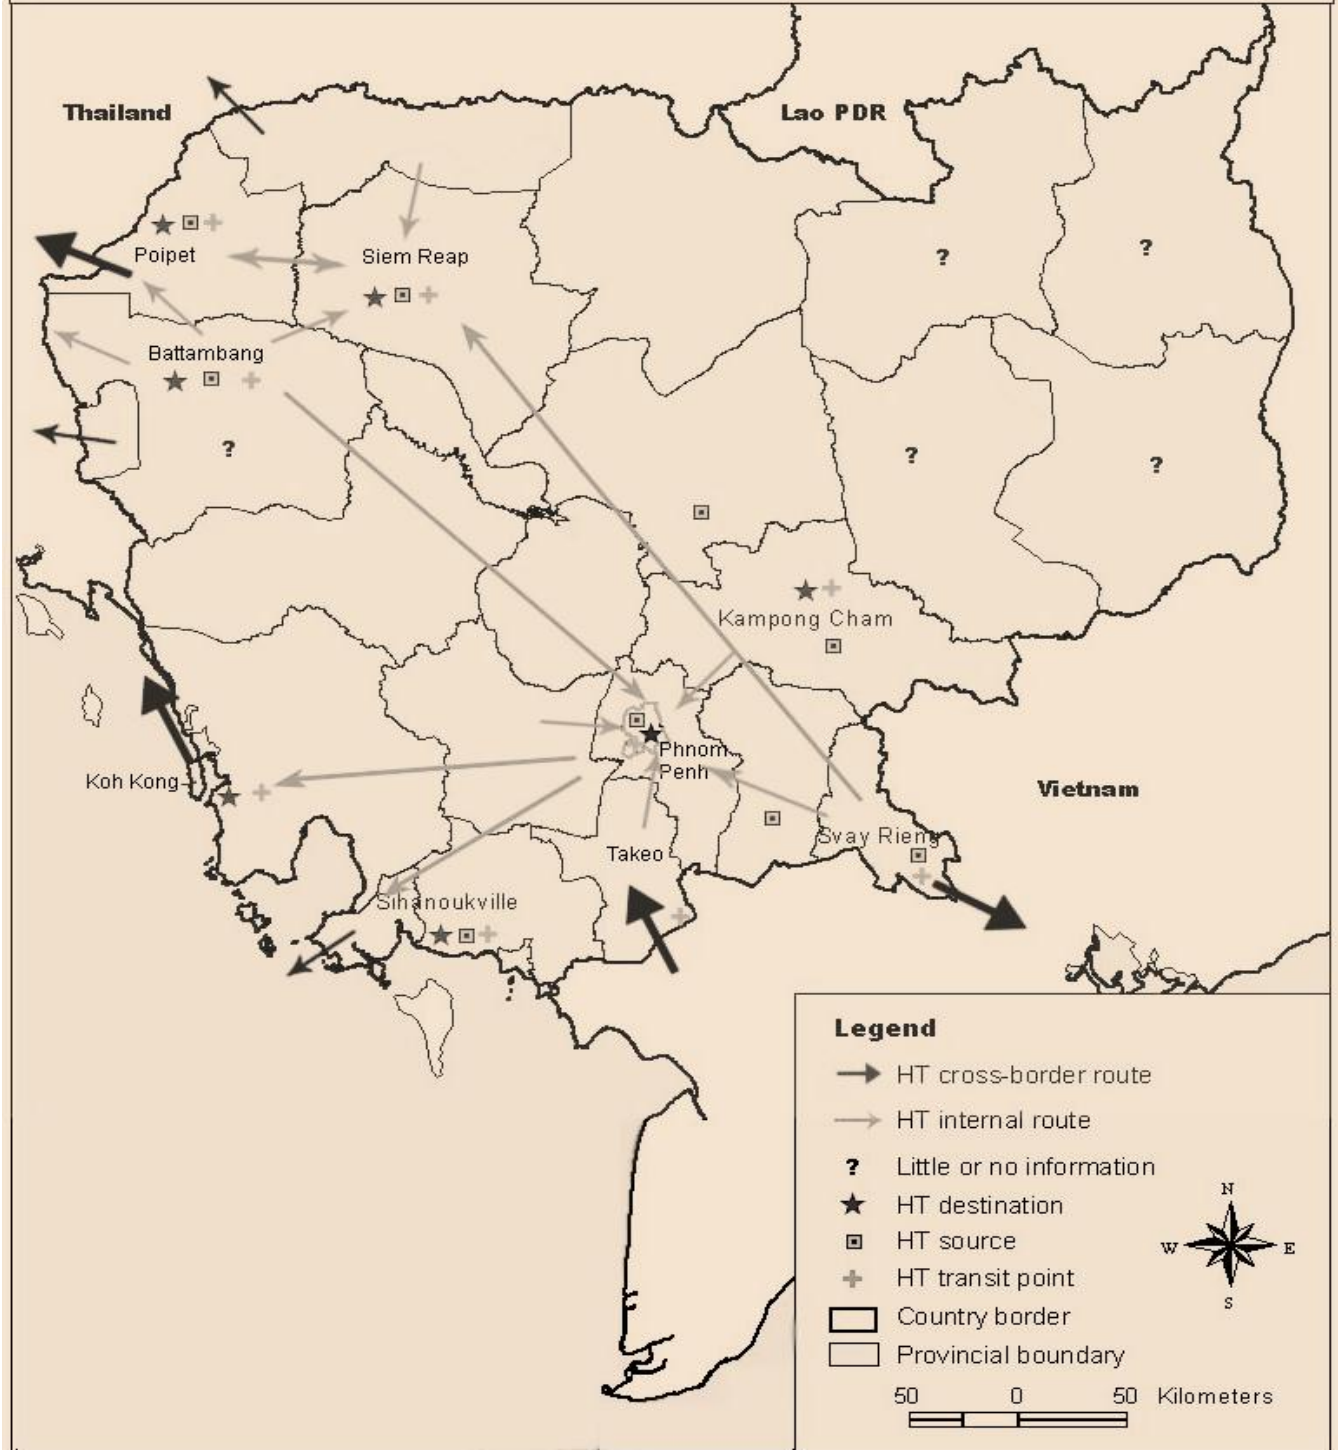 Thailand
Lao PDR
Poipet
Siem Reap
?
?
Battambang
?
?
?
Kampong Cham
Phnom
Penh
Koh Kong
Vietnam
Svay Rieng
Takeo
Sihanoukville
Legend
HT cross-border route
HT internal route
? Little or no information
HT destination
HT source
HT transit point
Country border
Provincial boundary
N
W E
S
50 0 50 Kilometers